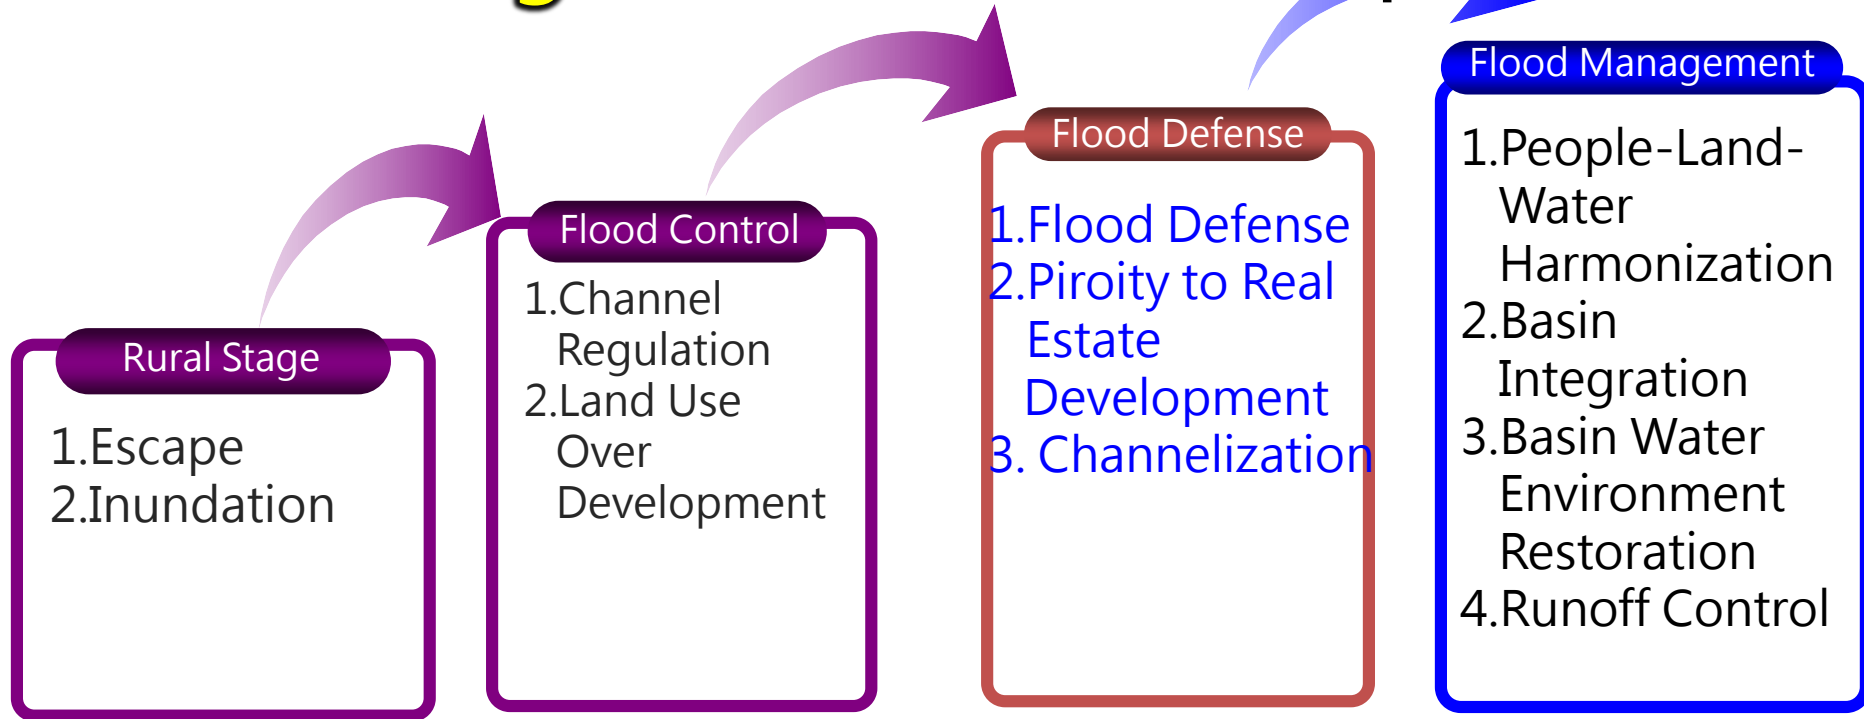 Rural Stage
1.Escape
2.Inundation
Flood Control
1.Channel
Regulation
2.Land Use
Over
Development
Flood Defense
1.Flood Defense
2.Piroity to Real
Estate
Development
3. Channelization
Flood Management
1.People-Land-
Water
Harmonization
2.Basin
Integration
3.Basin Water
Environment
Restoration
4.Runoff Control